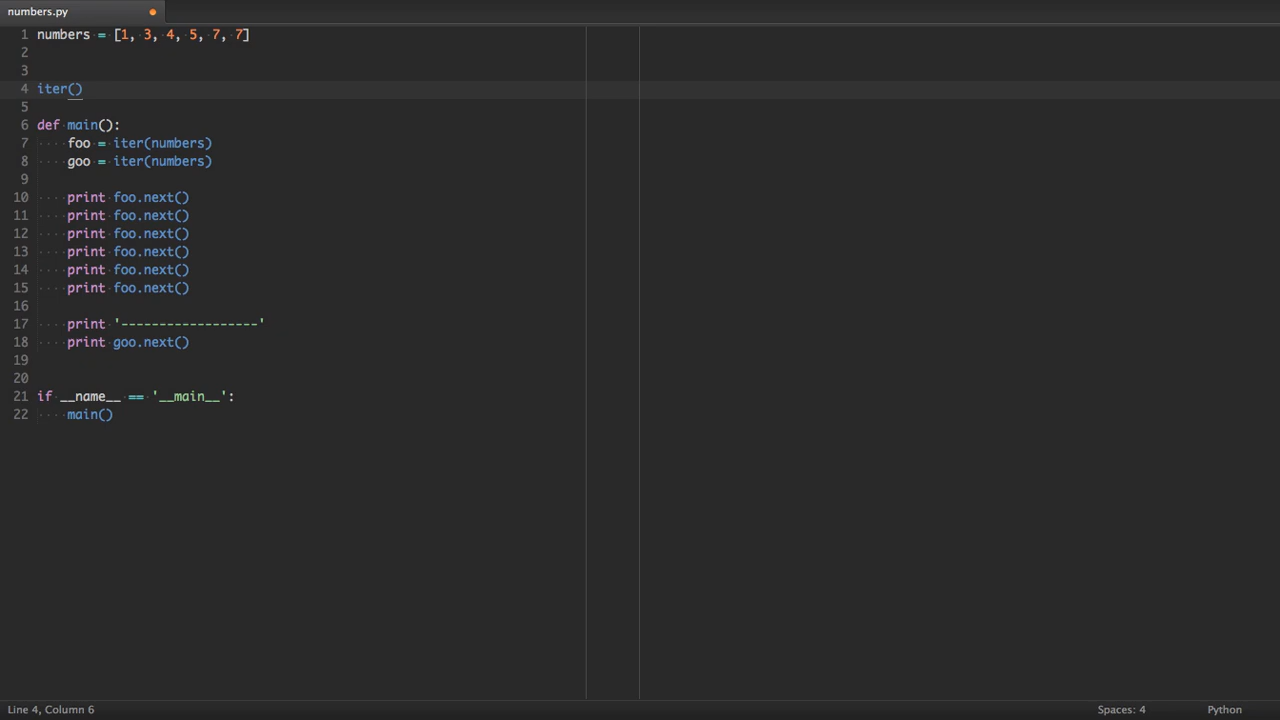 numbers.py
1 numbers = [1, 3, 4, 5, 7, 7]
2
3
4 iter()
5
6 def main():
7     foo = iter(numbers)
8     goo = iter(numbers)
9
10     print foo.next()
11     print foo.next()
12     print foo.next()
13     print foo.next()
14     print foo.next()
15     print foo.next()
16
17     print '------------------'
18     print goo.next()
19
20
21 if __name__ == '__main__':
22     main()
Line 4, Column 6 Spaces: 4 Python